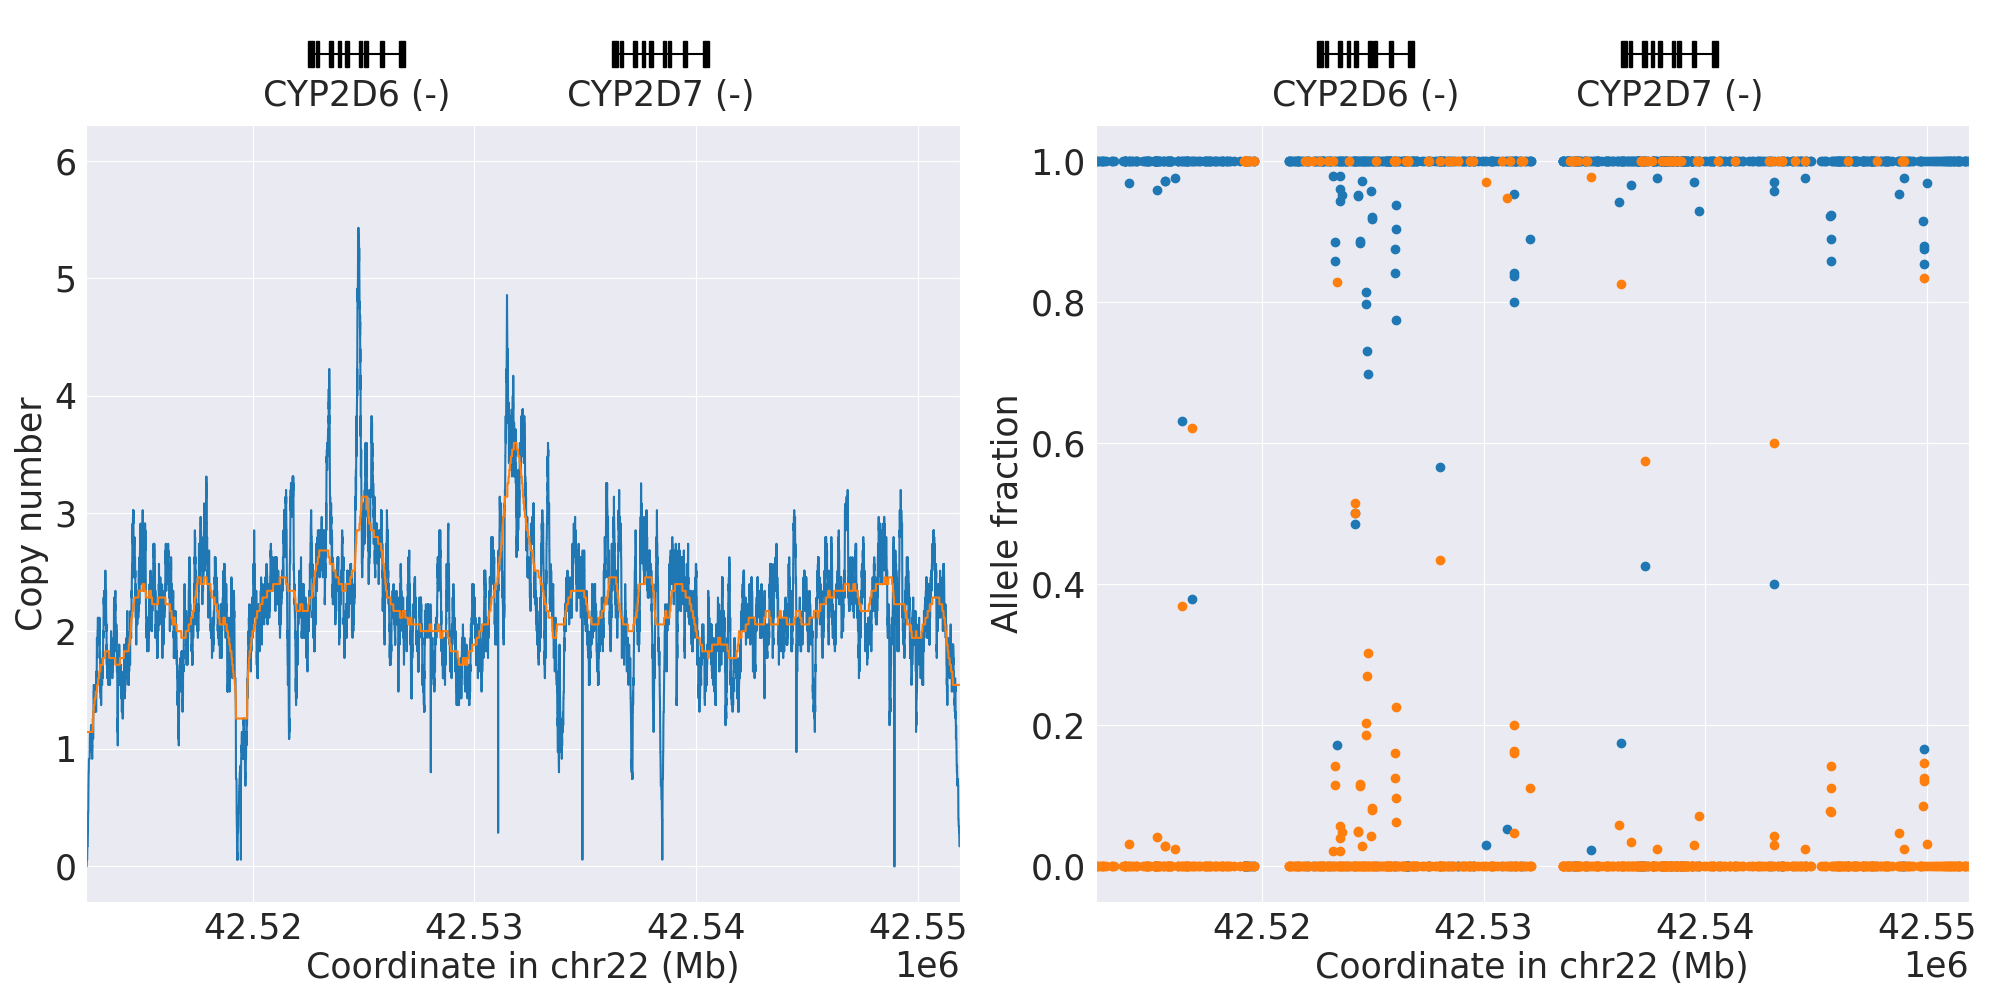 CYP2D6 (-) CYP2D7 (-)
6
5
4
3
2
1
0
Copy number
42.52 42.53 42.54 42.55
Coordinate in chr22 (Mb)
1e6
CYP2D6 (-) CYP2D7 (-)
1.0
0.8
0.6
0.4
0.2
0.0
Allele fraction
42.52 42.53 42.54 42.55
Coordinate in chr22 (Mb)
1e6